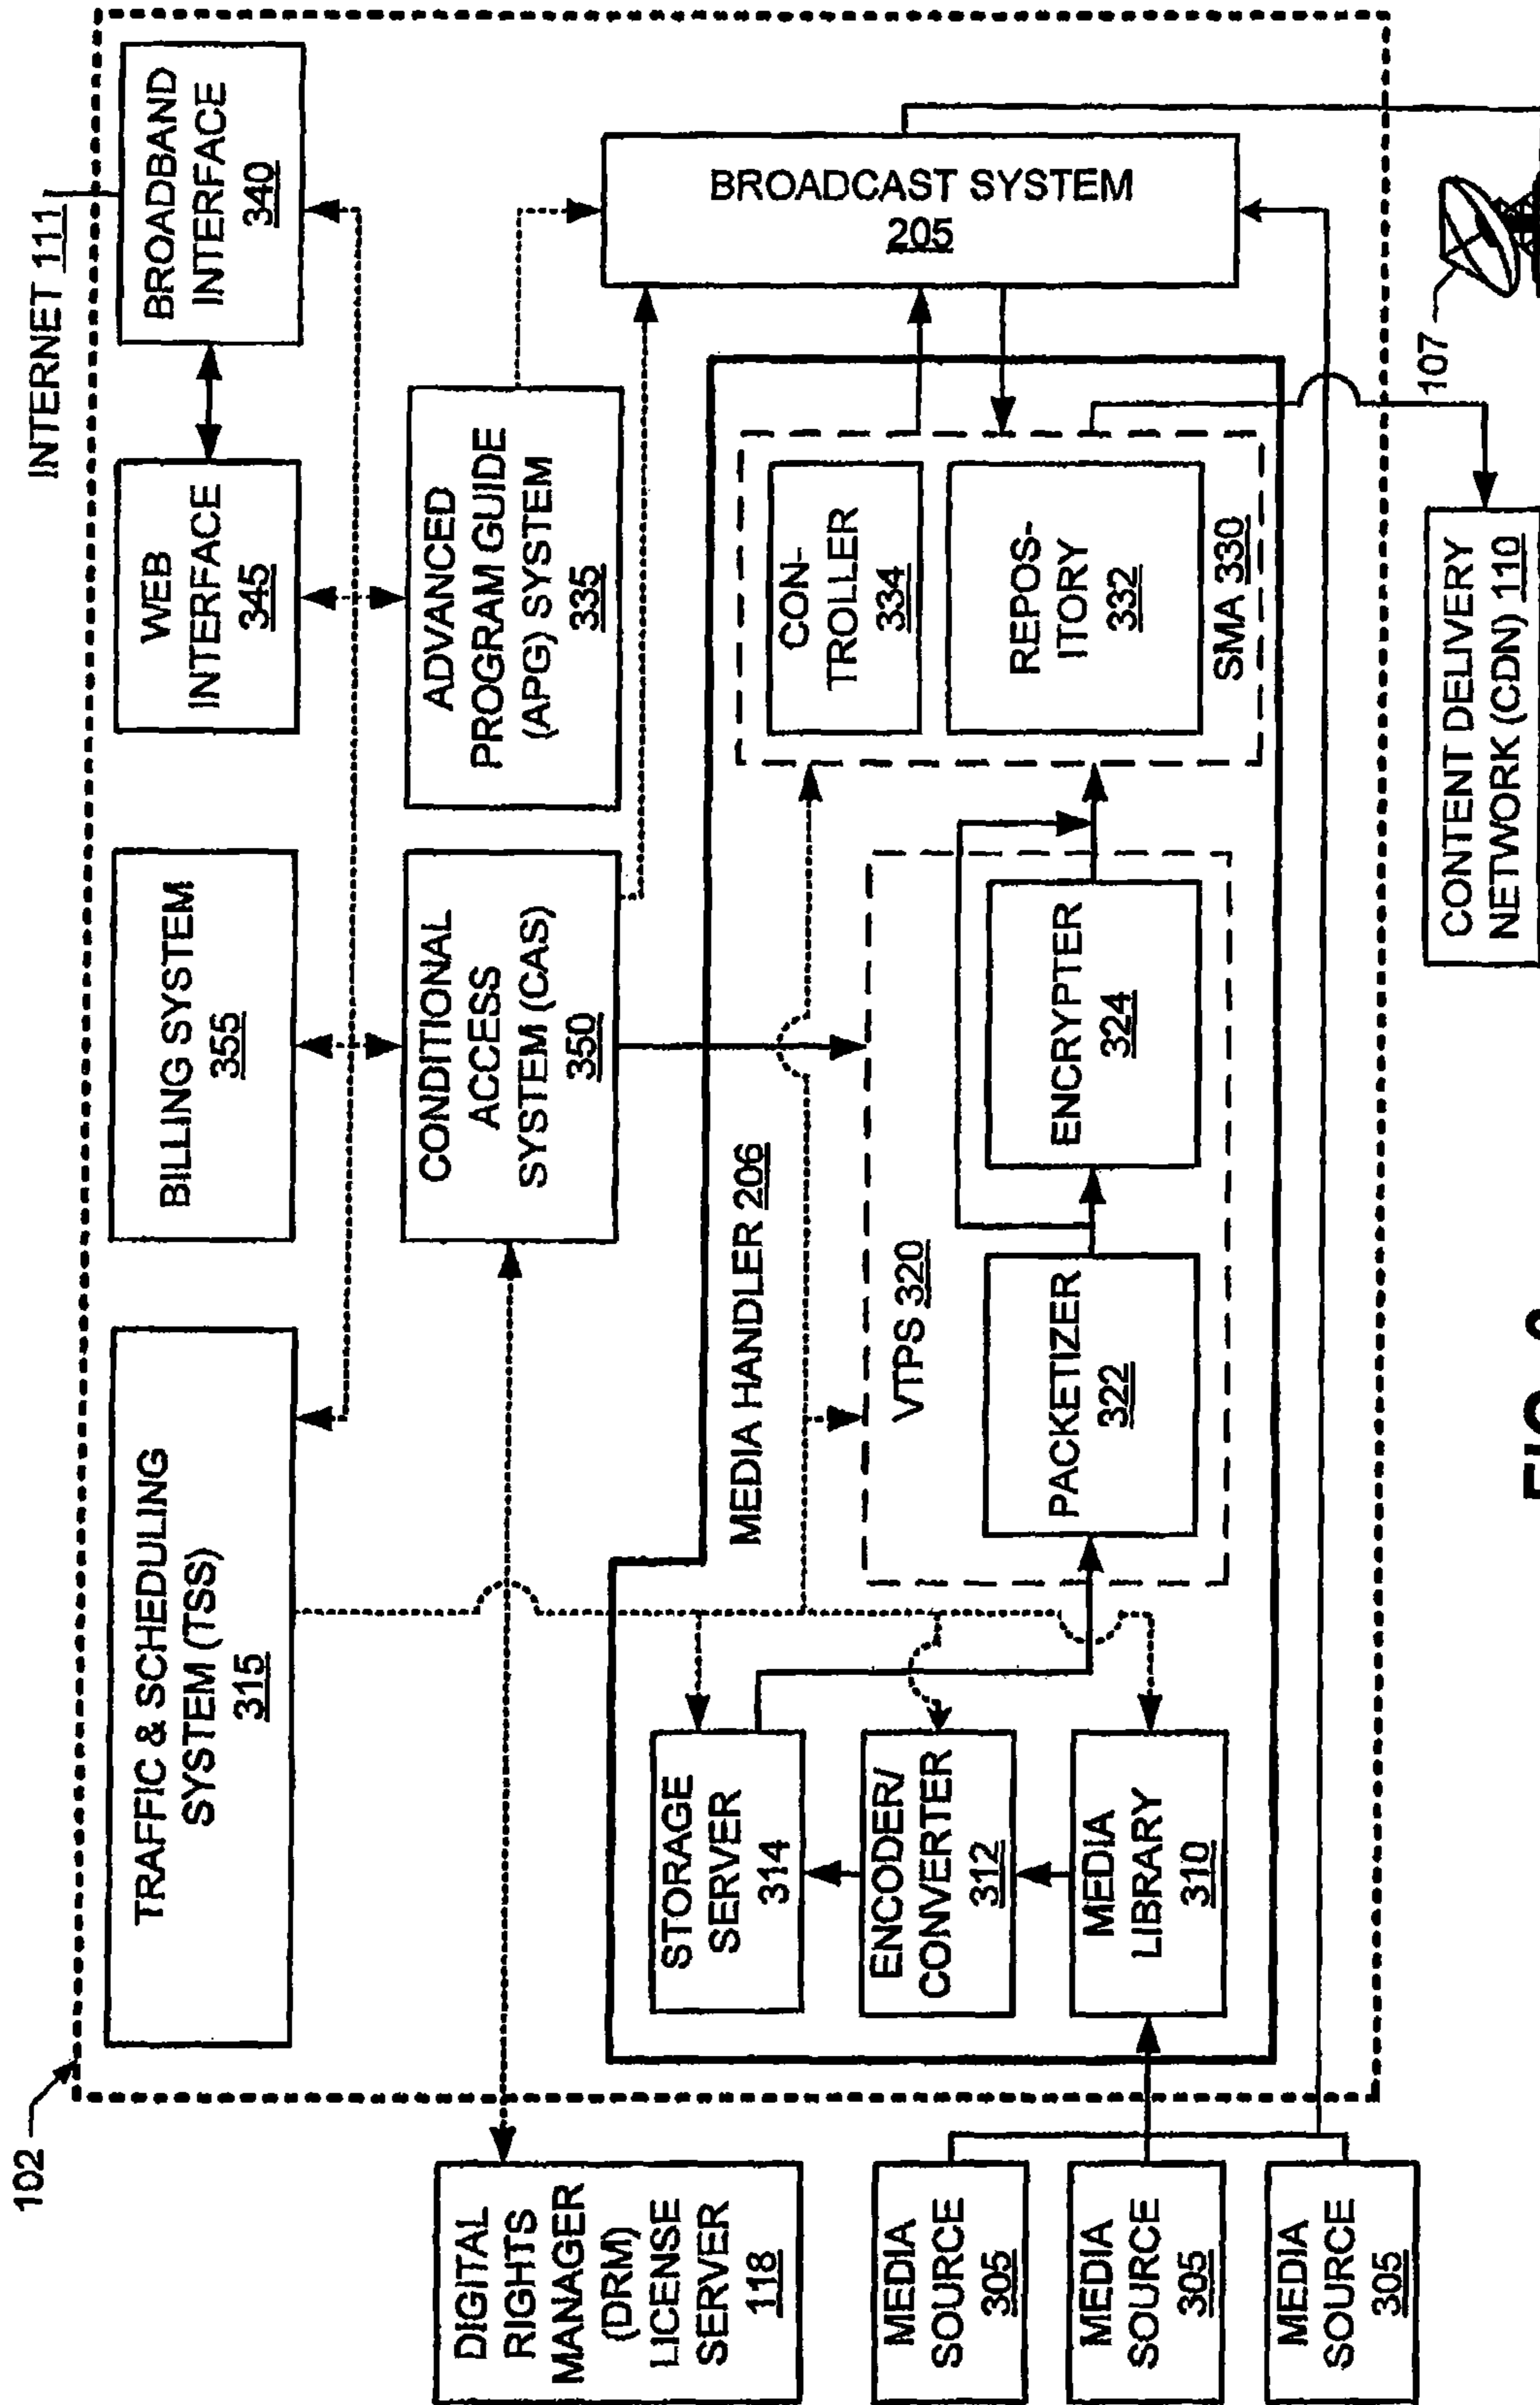 102
INTERNET 111
TRAFFIC & SCHEDULING
SYSTEM (TSS)
315
BILLING SYSTEM
355
WEB
INTERFACE
345
BROADBAND
INTERFACE
340
DIGITAL
RIGHTS
MANAGER
(DRM)
LICENSE
SERVER
118
CONDITIONAL
ACCESS
SYSTEM (CAS)
350
ADVANCED
PROGRAM GUIDE
(APG) SYSTEM
335
MEDIA HANDLER 206
STORAGE
SERVER
314
ENCODER/
CONVERTER
312
MEDIA
LIBRARY
310
VTPS 320
PACKETIZER
322
ENCRYPTER
324
CON-
TROLLER
334
REPOS-
ITORY
332
SMA 330
BROADCAST SYSTEM
205
MEDIA
SOURCE
305
MEDIA
SOURCE
305
MEDIA
SOURCE
305
CONTENT DELIVERY
NETWORK (CDN) 110
107